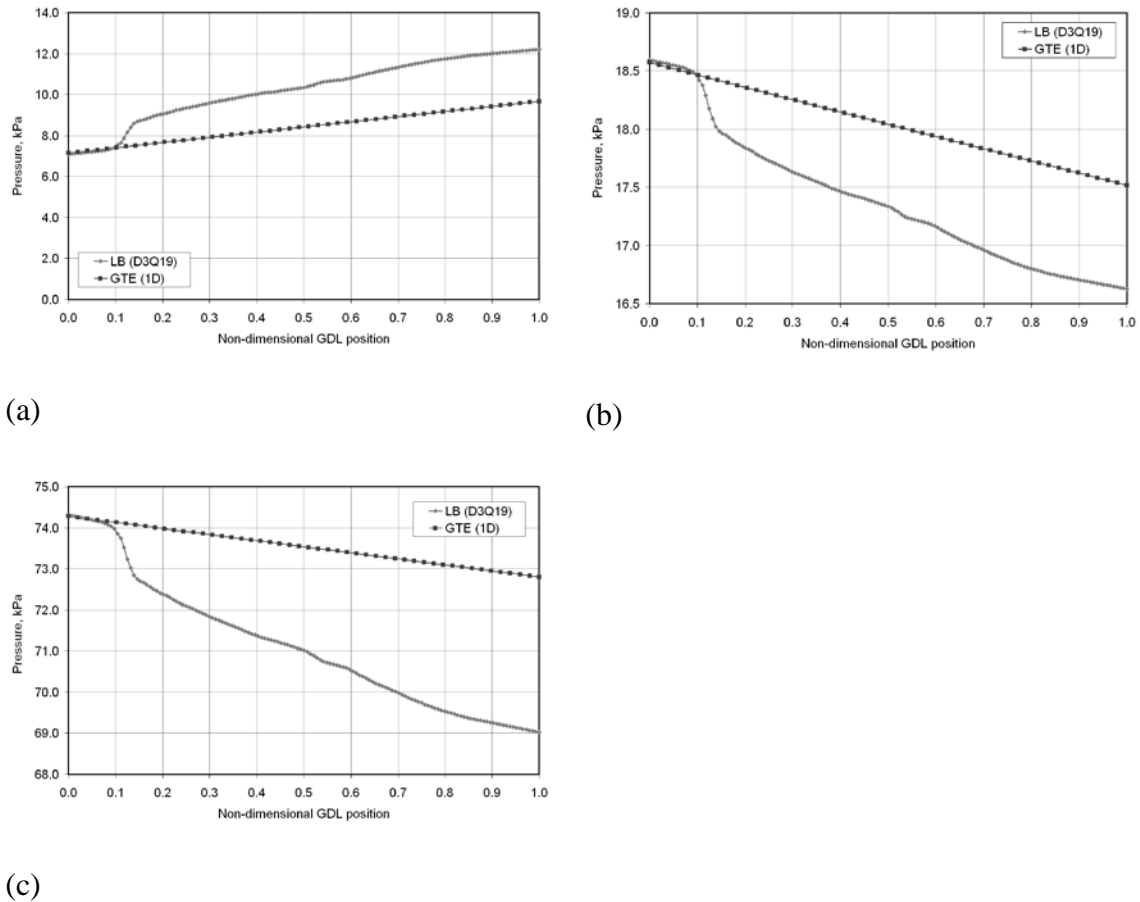 14.0
12.0
10.0
8.0
6.0
4.0
2.0
0.0
Pressure, kPa
LB (D3Q19)
GTE (1D)
0.0 0.1 0.2 0.3 0.4 0.5 0.6 0.7 0.8 0.9 1.0
Non-dimensional GDL position
(a)
19.0
18.5
18.0
17.5
17.0
16.5
Pressure, kPa
LB (D3Q19)
GTE (1D)
0.0 0.1 0.2 0.3 0.4 0.5 0.6 0.7 0.8 0.9 1.0
Non-dimensional GDL position
(b)
75.0
74.0
73.0
72.0
71.0
70.0
69.0
68.0
Pressure, kPa
LB (D3Q19)
GTE (1D)
0.0 0.1 0.2 0.3 0.4 0.5 0.6 0.7 0.8 0.9 1.0
Non-dimensional GDL position
(c)